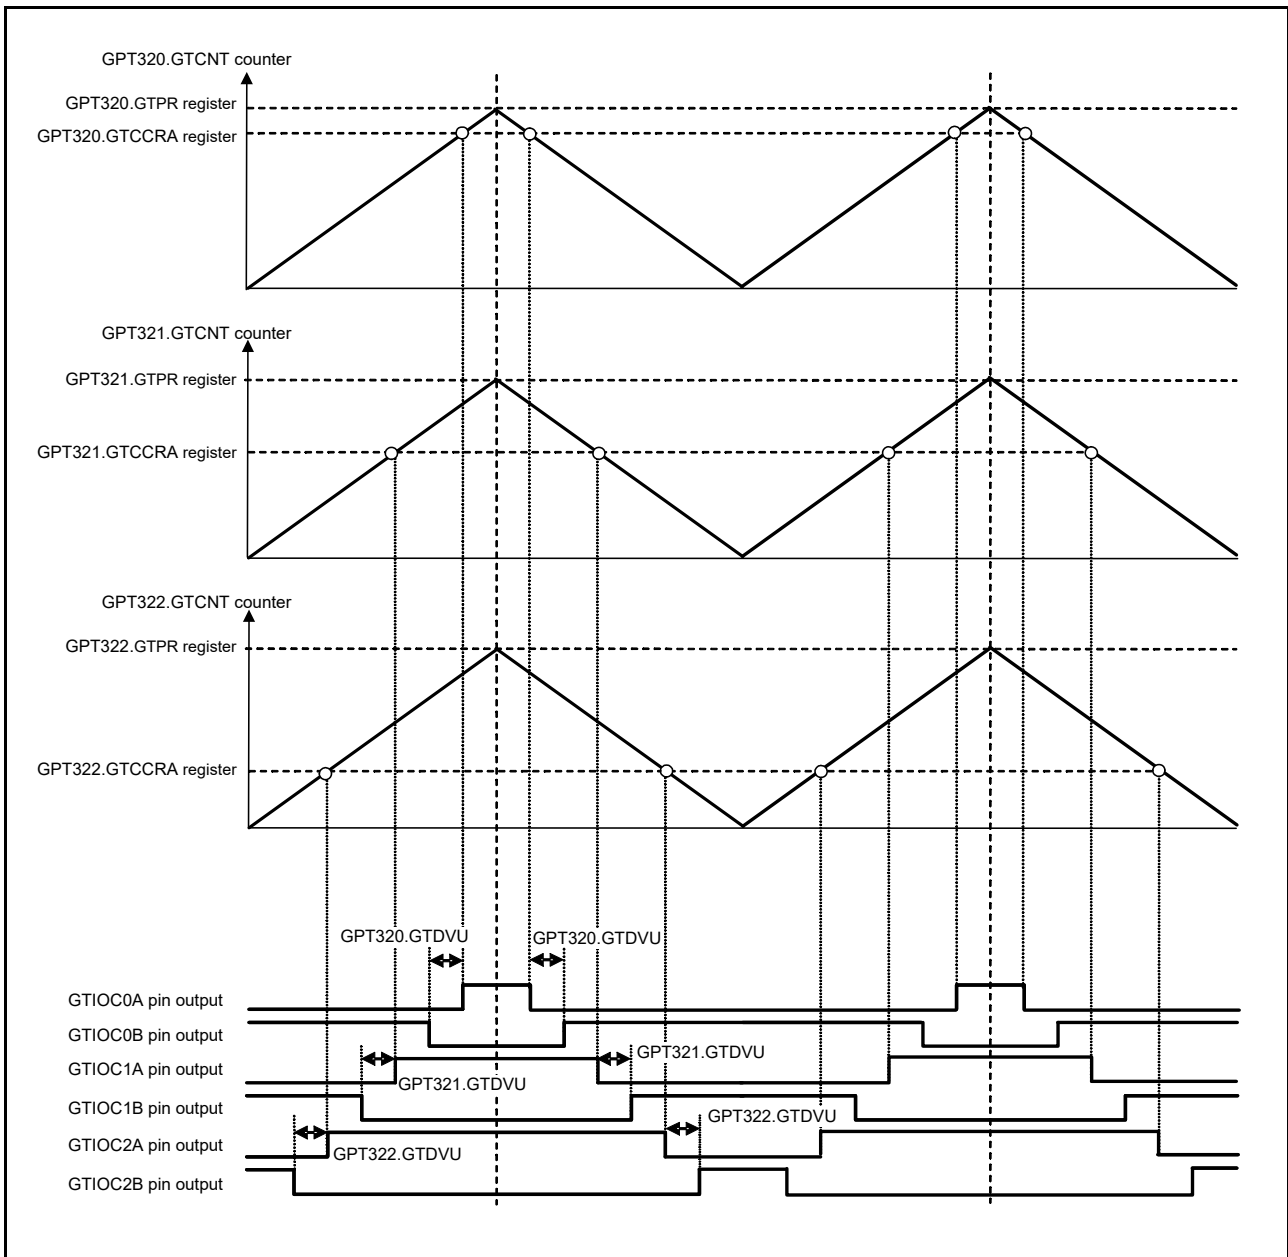 GPT320.GTCNT counter
GPT320.GTPR register
GPT320.GTCCRA register
GPT321.GTCNT counter
GPT321.GTPR register
GPT321.GTCCRA register
GPT322.GTCNT counter
GPT322.GTPR register
GPT322.GTCCRA register
GPT320.GTDVU
GPT320.GTDVU
GTIOC0A pin output
GTIOC0B pin output
GPT321.GTDVU
GTIOC1A pin output
GPT321.GTDVU
GTIOC1B pin output
GPT322.GTDVU
GTIOC2A pin output
GPT322.GTDVU
GTIOC2B pin output